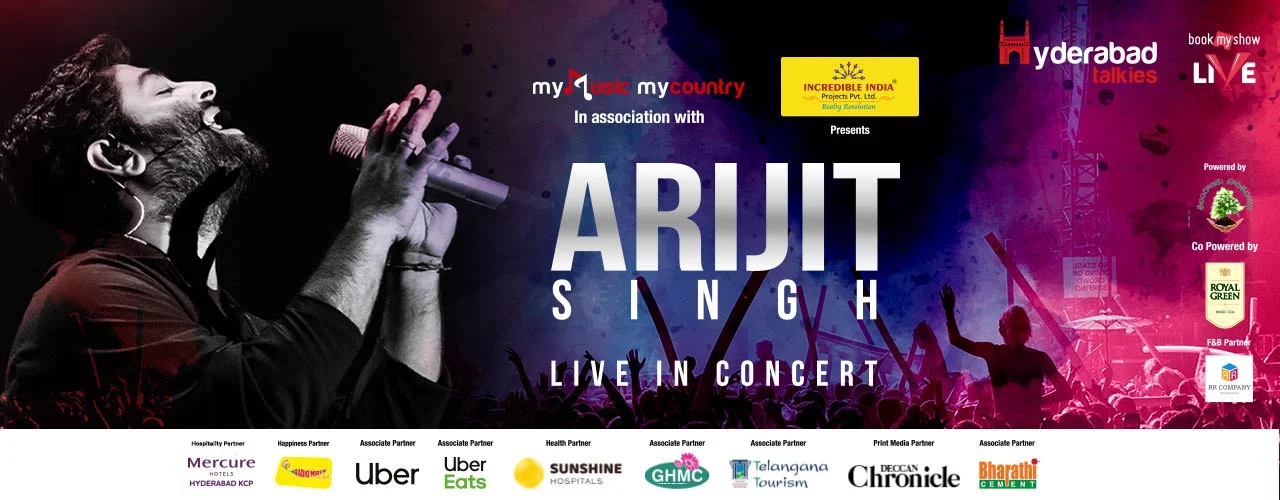 my Music mycountry
In association with
INCREDIBLE INDIA
Projects Pvt. Ltd.
Realty Revolution
Presents
Hyderabad
talkies
book my show
LIVE
ARIJIT
SINGH
LIVE IN CONCERT
Powered by
Co Powered by
ROYAL
GREEN
F&B Partner
RR COMPANY
Hospitality Partner
Mercure
HOTELS
HYDERABAD KCP
Happiness Partner
RADIO MIRCHI
Associate Partner
Uber
Associate Partner
Uber
Eats
Health Partner
SUNSHINE
HOSPITALS
Associate Partner
GHMC
Associate Partner
Telangana
Tourism
Print Media Partner
DECCAN
Chronicle
Associate Partner
Bharathi
CEMENT